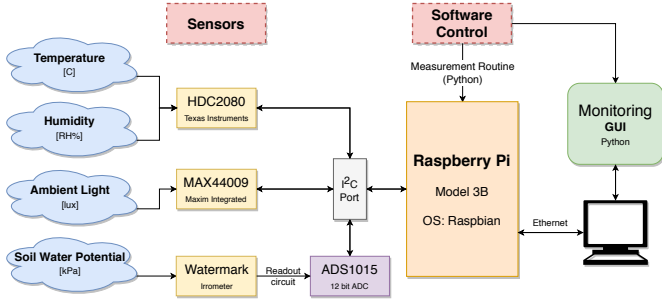 Sensors
Software
Control
Temperature
[C]
Humidity
[RH%]
Ambient Light
[lux]
Soil Water Potential
[kPa]
HDC2080
Texas Instruments
MAX44009
Maxim Integrated
Watermark
Irrometer
Readout
circuit
ADS1015
12 bit ADC
I²C
Port
Measurement Routine
(Python)
Raspberry Pi
Model 3B
OS: Raspbian
Ethernet
Monitoring
GUI
Python